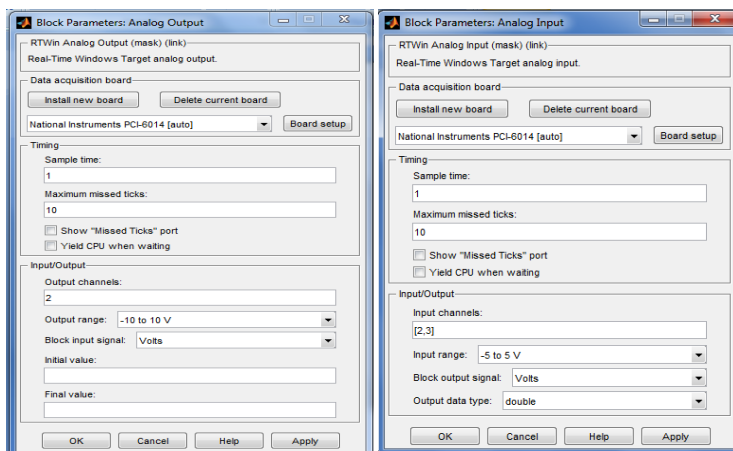 Block Parameters: Analog Output
RTWin Analog Output (mask) (link)
Real-Time Windows Target analog output.
Data acquisition board
Install new board
Delete current board
National Instruments PCI-6014 [auto]
Board setup
Timing
Sample time:
1
Maximum missed ticks:
10
Show "Missed Ticks" port
Yield CPU when waiting
Input/Output
Output channels:
2
Output range: -10 to 10 V
Block input signal: Volts
Initial value:
Final value:
OK Cancel Help Apply
Block Parameters: Analog Input
RTWin Analog Input (mask) (link)
Real-Time Windows Target analog input.
Data acquisition board
Install new board
Delete current board
National Instruments PCI-6014 [auto]
Board setup
Timing
Sample time:
1
Maximum missed ticks:
10
Show "Missed Ticks" port
Yield CPU when waiting
Input/Output
Input channels:
[2,3]
Input range: -5 to 5 V
Block output signal: Volts
Output data type: double
OK Cancel Help Apply